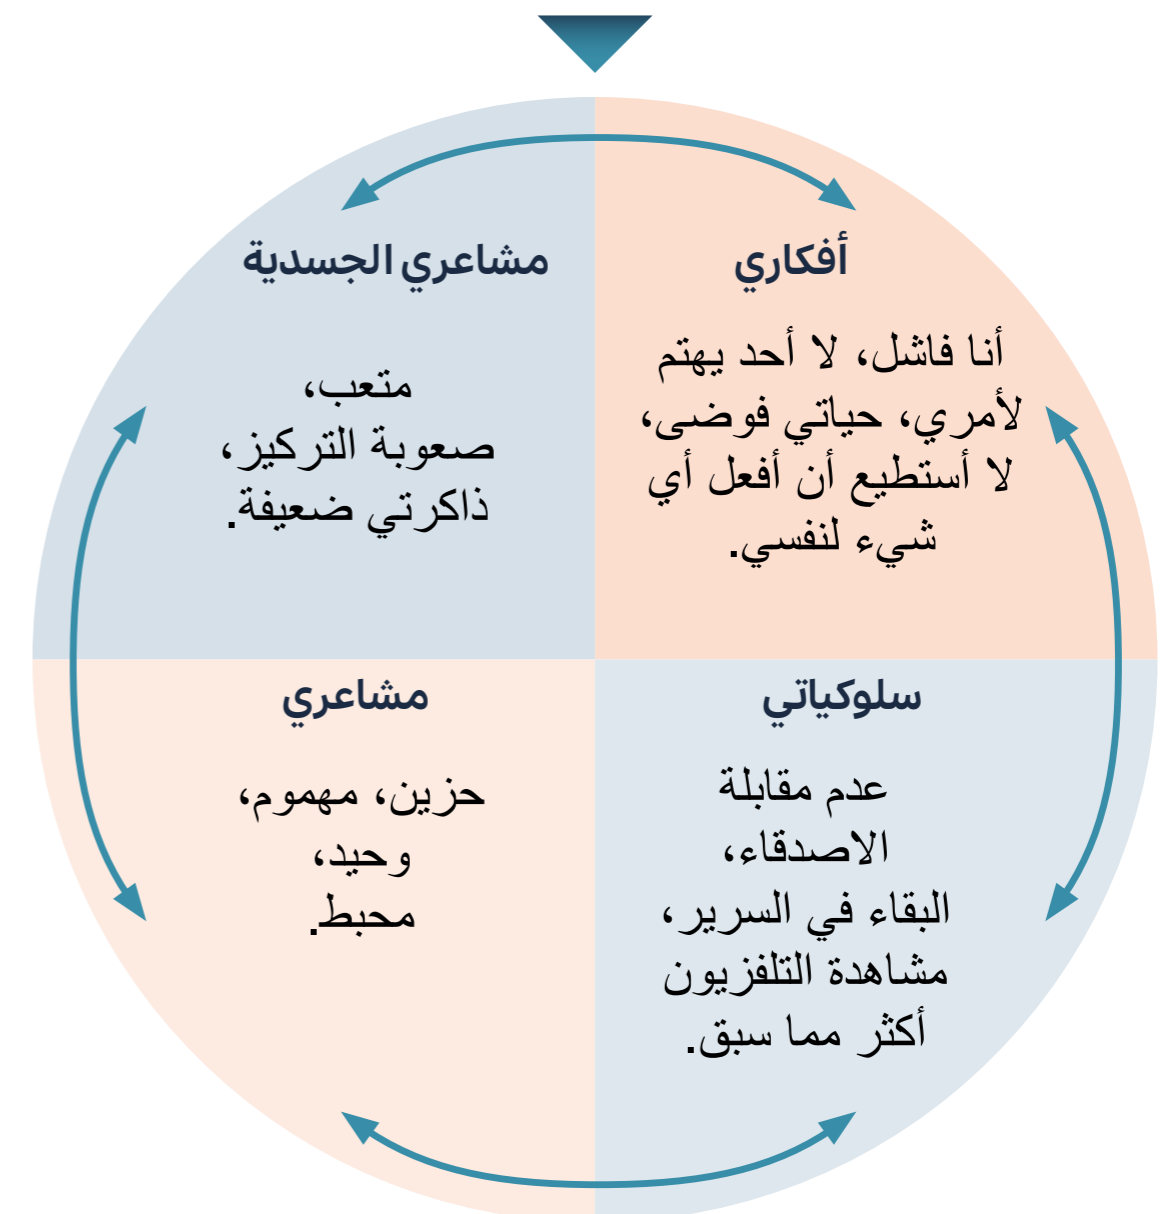 أفكاري
أنا فاشل، لا أحد يهتم
لأمري، حياتي فوضى،
لا أستطيع أن أفعل أي
شيء لنفسي.
مشاعري الجسدية
متعب،
صعوبة التركيز،
ذاكرتي ضعيفة.
سلوكياتي
عدم مقابلة
الاصدقاء،
البقاء في السرير،
مشاهدة التلفزيون
أكثر مما سبق.
مشاعري
حزين، مهموم،
وحيد،
محبط.